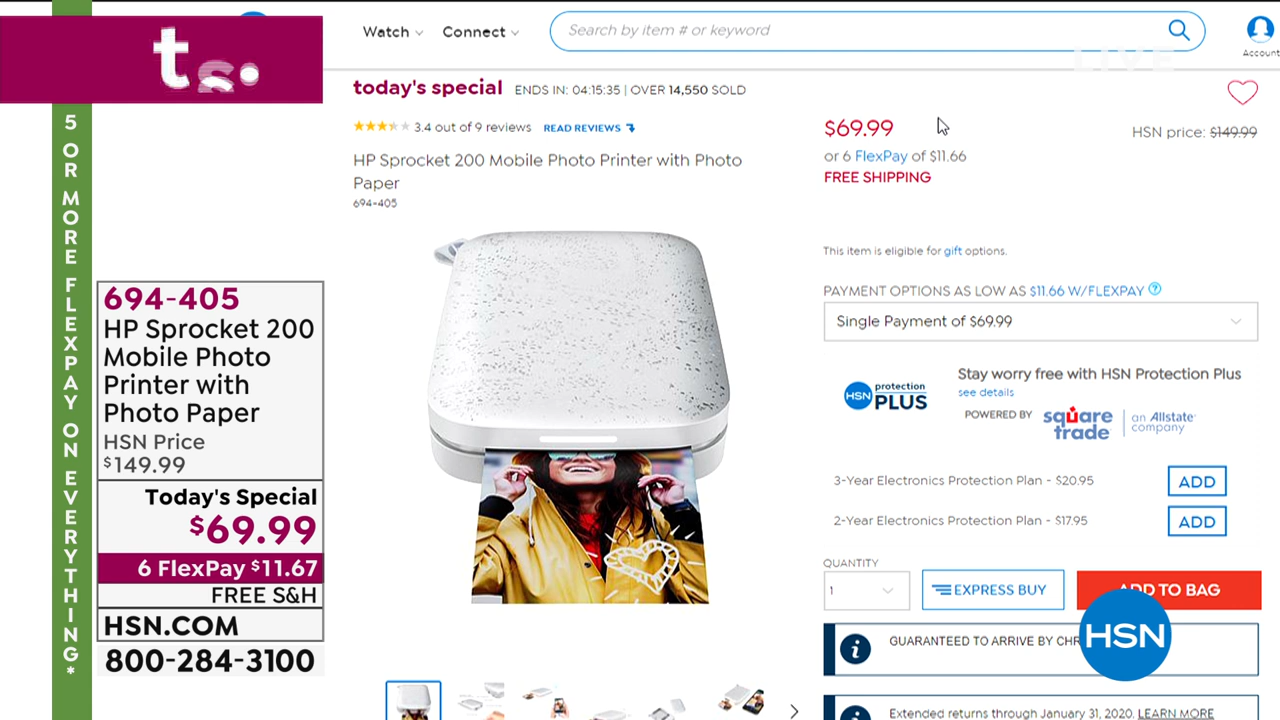 ts.
5 OR MORE FLEXPAY ON EVERYTHING*
694-405
HP Sprocket 200
Mobile Photo
Printer with
Photo Paper
HSN Price
$149.99
Today's Special
$69.99
6 FlexPay $11.67
FREE S&H
HSN.COM
800-284-3100
Watch
Connect
Search by item # or keyword
Account
LIVE
today's special ENDS IN: 04:15:35 | OVER 14,550 SOLD
3.4 out of 9 reviews READ REVIEWS
HP Sprocket 200 Mobile Photo Printer with Photo
Paper
694-405
$69.99
HSN price: $149.99
or 6 FlexPay of $11.66
FREE SHIPPING
This item is eligible for gift options.
PAYMENT OPTIONS AS LOW AS $11.66 W/FLEXPAY ?
Single Payment of $69.99
HSN protection PLUS
Stay worry free with HSN Protection Plus
see details
POWERED BY square trade | an Allstate company
3-Year Electronics Protection Plan - $20.95 ADD
2-Year Electronics Protection Plan - $17.95 ADD
QUANTITY
1
EXPRESS BUY
ADD TO BAG
i GUARANTEED TO ARRIVE BY CHR
HSN
Extended returns through January 31, 2020. LEARN MORE